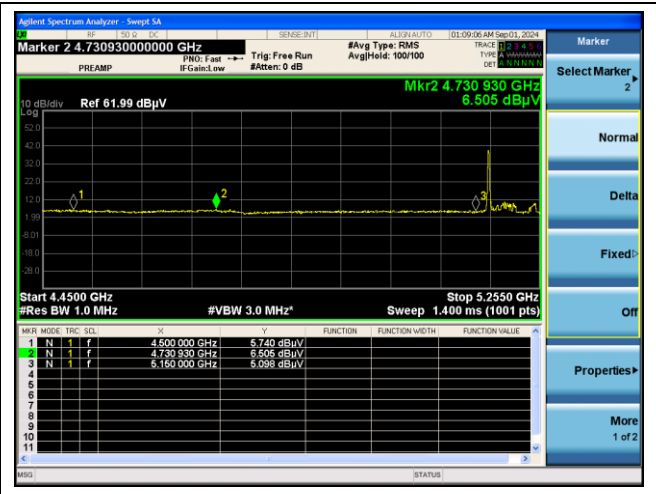 Agilent Spectrum Analyzer - Swept SA
RF 50 Ω DC SENSE:INT ALIGN AUTO 01:09:06 AM Sep 01, 2024
Marker 2 4.730930000000 GHz
PREAMP
PNO: Fast
IFGain:Low
Trig: Free Run
#Atten: 0 dB
#Avg Type: RMS
Avg|Hold: 100/100
TRACE 1 2 3 4 5 6
TYPE A
DET A N N N N N
Mkr2 4.730 930 GHz
6.505 dBµV
10 dB/div Ref 61.99 dBµV
Log
52.0
42.0
32.0
22.0
12.0
1.99
-8.01
-18.0
-28.0
1
2
3
Start 4.4500 GHz Stop 5.2550 GHz
#Res BW 1.0 MHz #VBW 3.0 MHz* Sweep 1.400 ms (1001 pts)
MKR MODE TRC SCL X Y FUNCTION FUNCTION WIDTH FUNCTION VALUE
1 N 1 f 4.500 000 GHz 5.740 dBµV
2 N 1 f 4.730 930 GHz 6.505 dBµV
3 N 1 f 5.150 000 GHz 5.098 dBµV
4
5
6
7
8
9
10
11
MSG STATUS
Marker
Select Marker
2
Normal
Delta
Fixed
Off
Properties
More
1 of 2